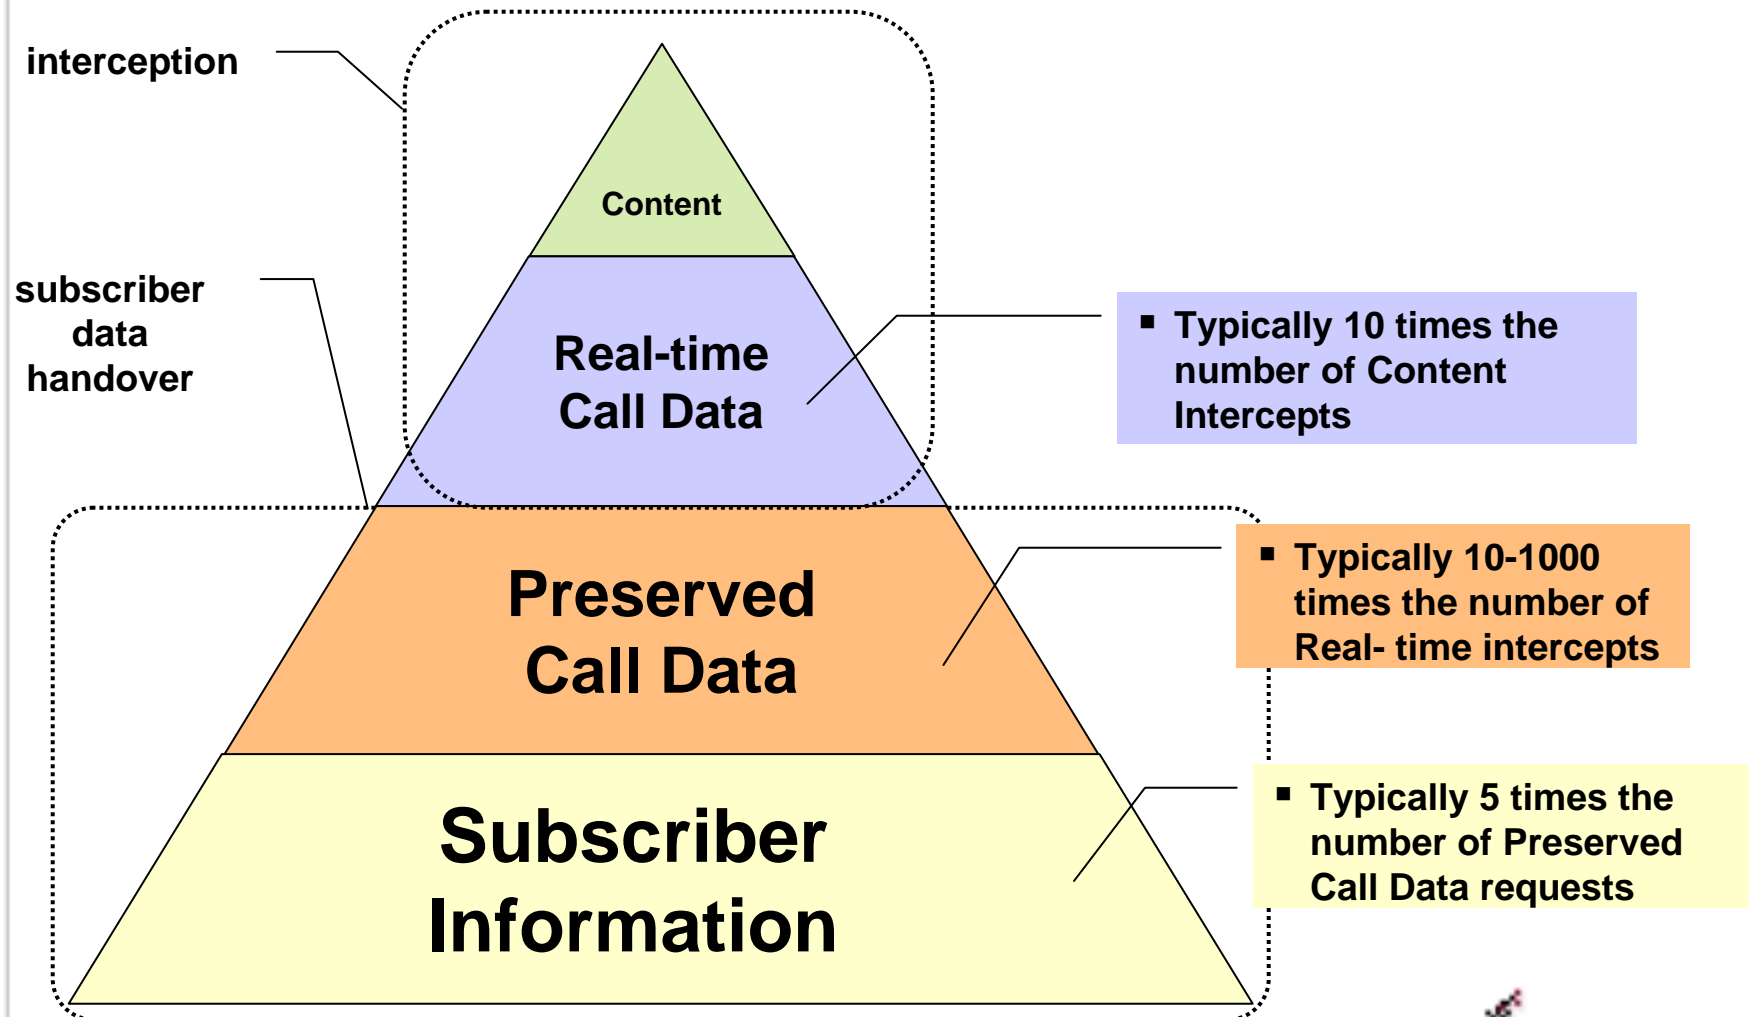 interception
Content
subscriber
data
handover
Real-time
Call Data
▪ Typically 10 times the
number of Content
Intercepts
Preserved
Call Data
▪ Typically 10-1000
times the number of
Real- time intercepts
Subscriber
Information
▪ Typically 5 times the
number of Preserved
Call Data requests